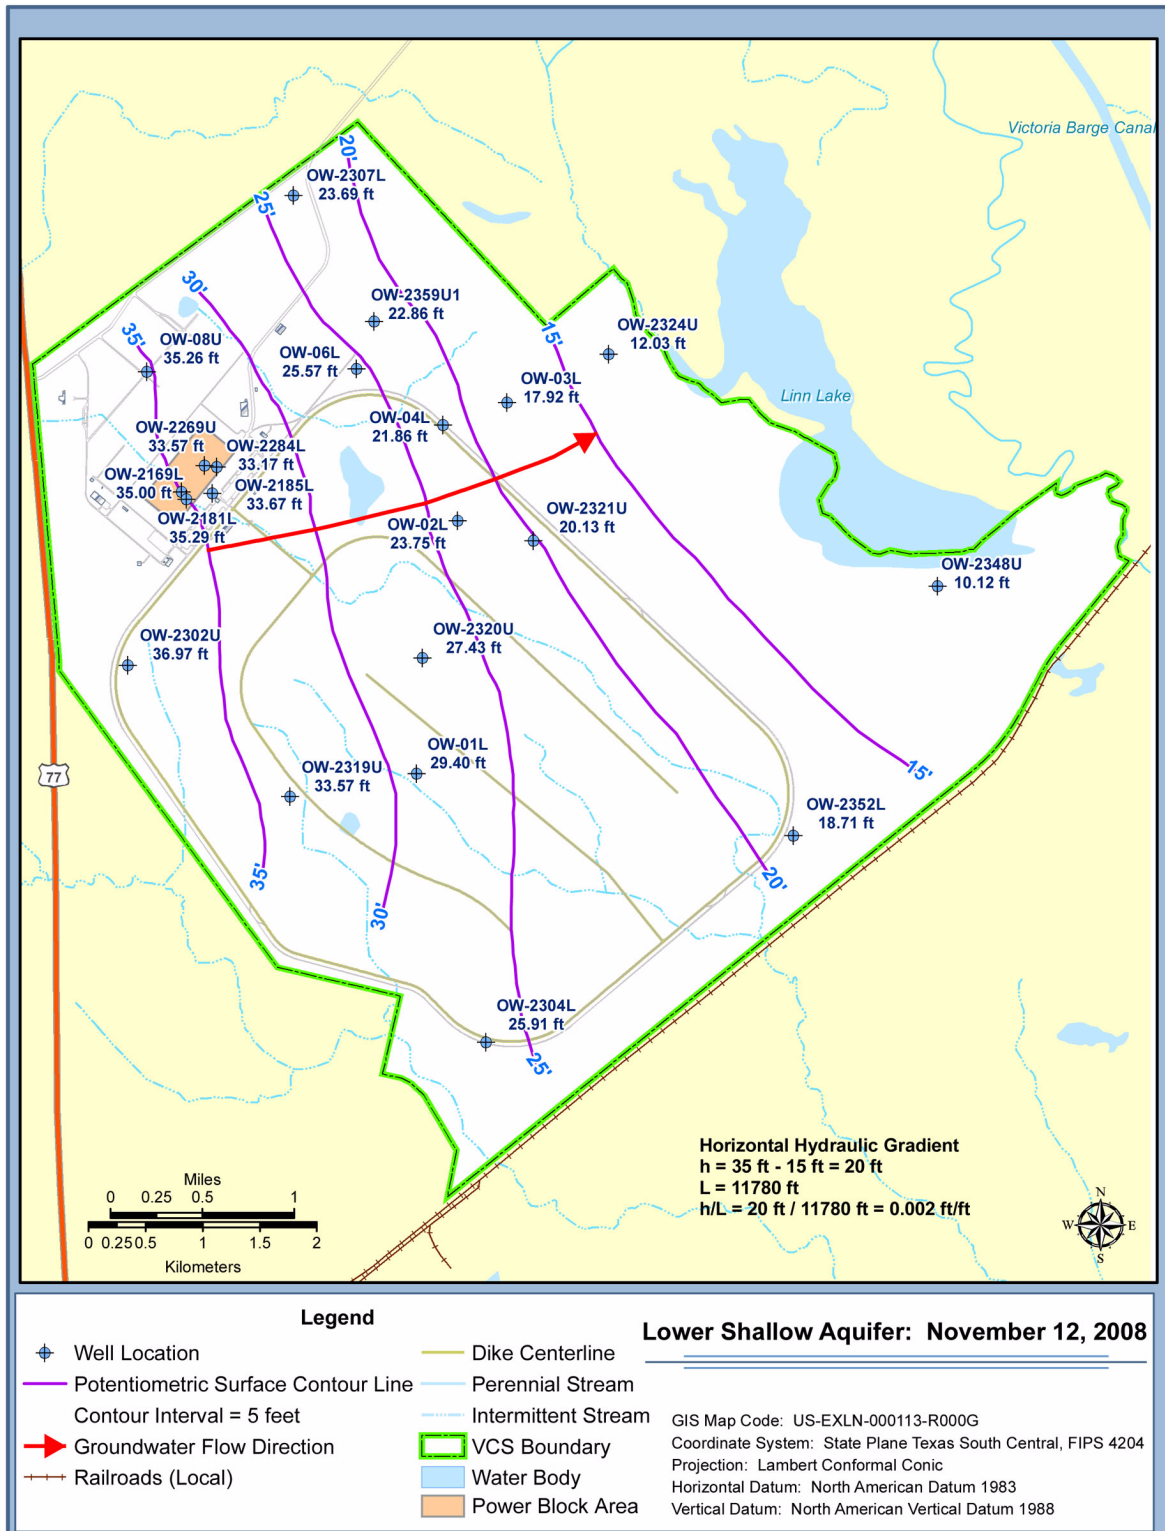 Victoria Barge Canal
20'
OW-2307L
23.69 ft
25'
30'
OW-2359U1
22.86 ft
35'
OW-08U
35.26 ft
OW-06L
25.57 ft
15'
OW-2324U
12.03 ft
OW-03L
17.92 ft
Linn Lake
OW-04L
21.86 ft
OW-2269U
33.57 ft
OW-2284L
33.17 ft
OW-2169L
35.00 ft
OW-2185L
33.67 ft
OW-2181L
35.29 ft
OW-02L
23.75 ft
OW-2321U
20.13 ft
OW-2348U
10.12 ft
OW-2302U
36.97 ft
OW-2320U
27.43 ft
OW-01L
29.40 ft
OW-2319U
33.57 ft
77
15'
OW-2352L
18.71 ft
35'
20'
30'
OW-2304L
25.91 ft
25'
Horizontal Hydraulic Gradient
h = 35 ft - 15 ft = 20 ft
L = 11780 ft
h/L = 20 ft / 11780 ft = 0.002 ft/ft
Miles
0 0.25 0.5 1
0 0.25 0.5 1 1.5 2
Kilometers
N
W E
S
Legend
Well Location
Potentiometric Surface Contour Line
Contour Interval = 5 feet
Groundwater Flow Direction
Railroads (Local)
Dike Centerline
Perennial Stream
Intermittent Stream
VCS Boundary
Water Body
Power Block Area
Lower Shallow Aquifer: November 12, 2008
GIS Map Code: US-EXLN-000113-R000G
Coordinate System: State Plane Texas South Central, FIPS 4204
Projection: Lambert Conformal Conic
Horizontal Datum: North American Datum 1983
Vertical Datum: North American Vertical Datum 1988